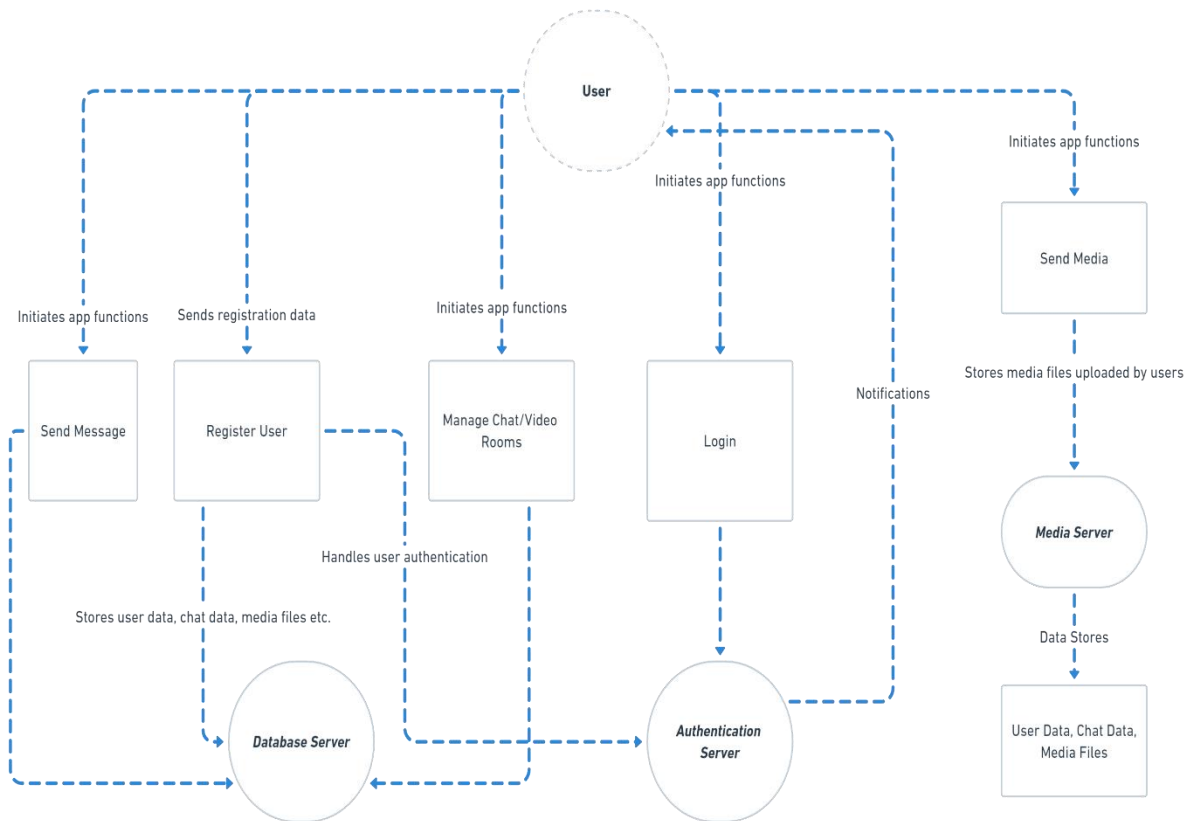 User
Initiates app functions
Initiates app functions
Send Media
Initiates app functions
Sends registration data
Initiates app functions
Stores media files uploaded by users
Notifications
Send Message
Register User
Manage Chat/Video
Rooms
Login
Media Server
Handles user authentication
Stores user data, chat data, media files etc.
Data Stores
Database Server
Authentication
Server
User Data, Chat Data,
Media Files